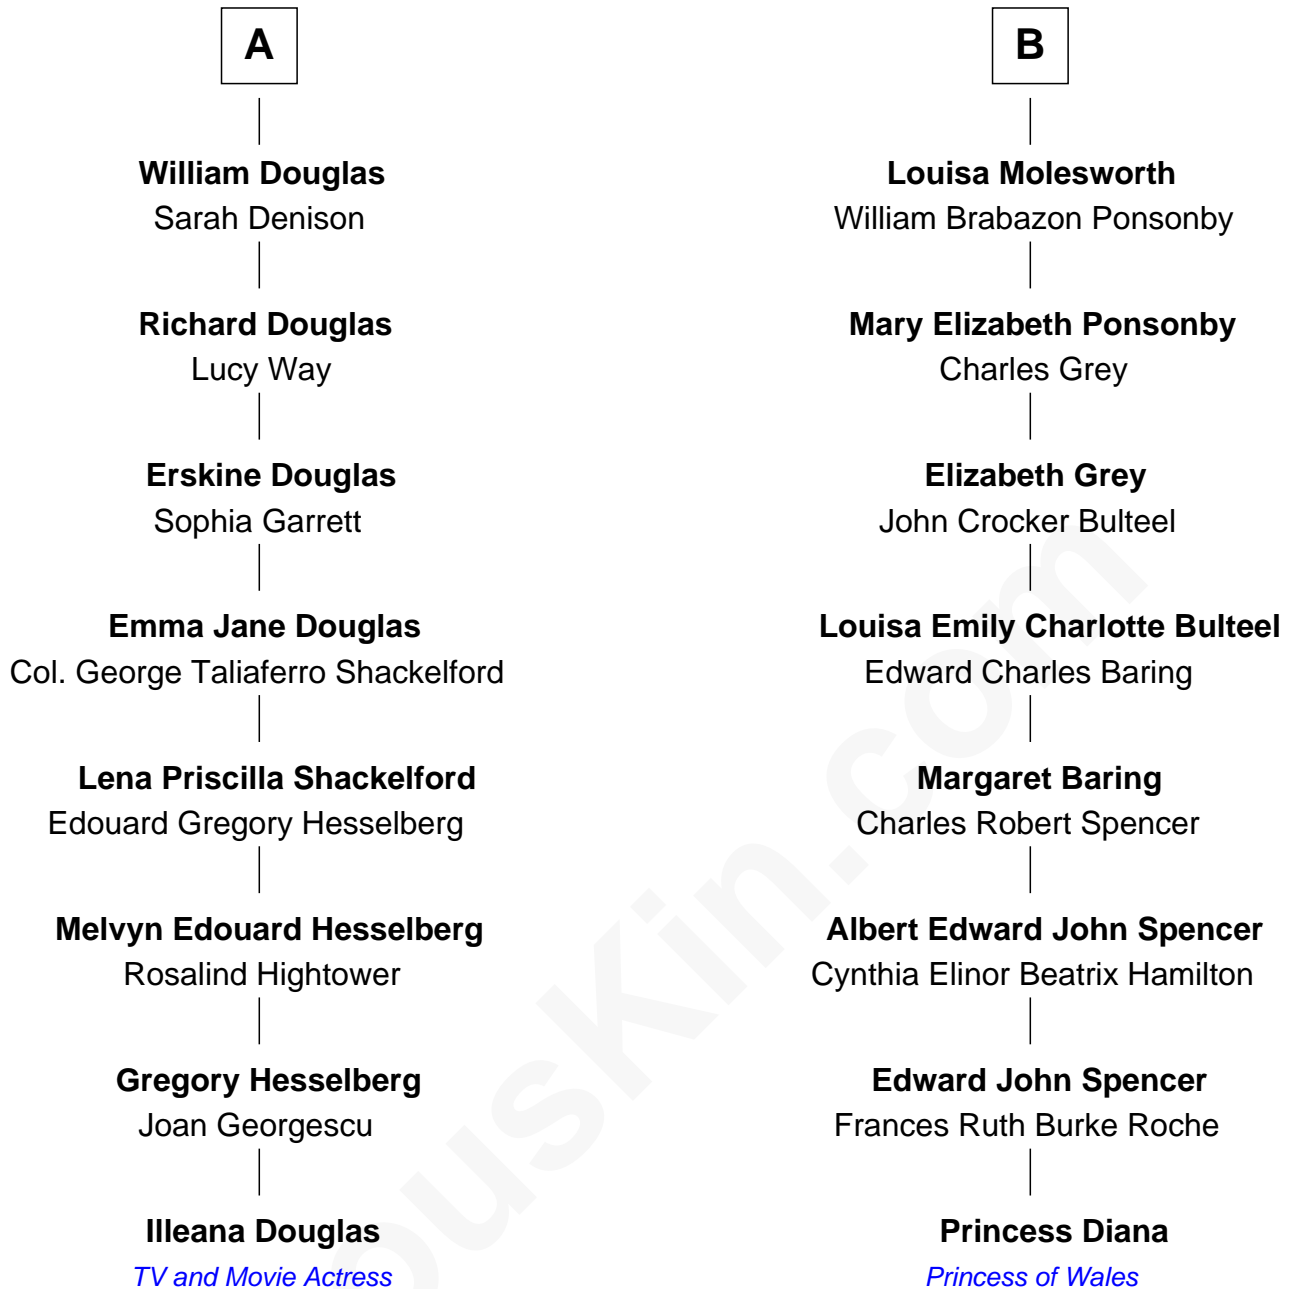 A
William Douglas
Sarah Denison
Richard Douglas
Lucy Way
Erskine Douglas
Sophia Garrett
Emma Jane Douglas
Col. George Taliaferro Shackelford
Lena Priscilla Shackelford
Edouard Gregory Hesselberg
Melvyn Edouard Hesselberg
Rosalind Hightower
Gregory Hesselberg
Joan Georgescu
Illeana Douglas
TV and Movie Actress
B
Louisa Molesworth
William Brabazon Ponsonby
Mary Elizabeth Ponsonby
Charles Grey
Elizabeth Grey
John Crocker Bulteel
Louisa Emily Charlotte Bulteel
Edward Charles Baring
Margaret Baring
Charles Robert Spencer
Albert Edward John Spencer
Cynthia Elinor Beatrix Hamilton
Edward John Spencer
Frances Ruth Burke Roche
Princess Diana
Princess of Wales
ousKin.com